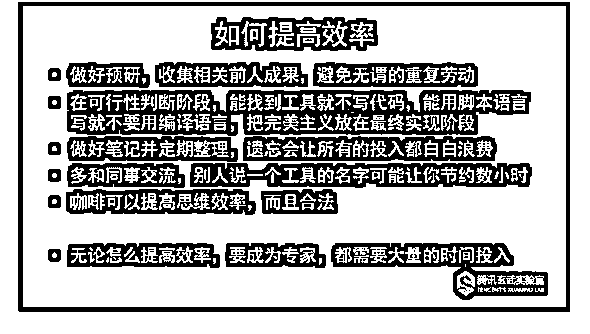 如何提高效率
做好预研，收集相关前人成果，避免无谓的重复劳动
在可行性判断阶段，能找到工具就不写代码，能用脚本语言
写就不要用编译语言，把完美主义放在最终实现阶段
做好笔记并定期整理，遗忘会让所有的投入都白白浪费
多和同事交流，别人说一个工具的名字可能让你节约数小时
咖啡可以提高思维效率，而且合法
无论怎么提高效率，要成为专家，都需要大量的时间投入
腾讯玄武实验室
TENCENT'S XUANWU LAB